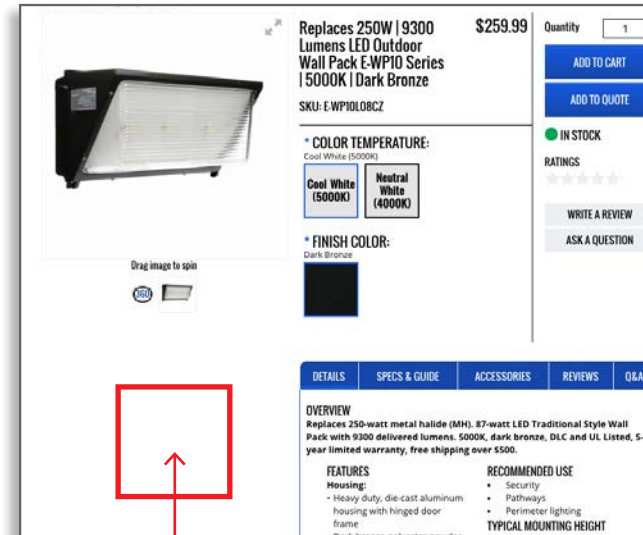 Replaces 250W | 9300
Lumens LED Outdoor
Wall Pack E-WP10 Series
| 5000K | Dark Bronze
$259.99
SKU: E-WP10L08CZ
Quantity
1
ADD TO CART
ADD TO QUOTE
IN STOCK
RATINGS
WRITE A REVIEW
ASK A QUESTION
* COLOR TEMPERATURE:
Cool White (5000K)
Cool White
(5000K)
Neutral
White
(4000K)
* FINISH COLOR:
Dark Bronze
Drag image to spin
360
DETAILS
SPECS & GUIDE
ACCESSORIES
REVIEWS
Q&A
OVERVIEW
Replaces 250-watt metal halide (MH). 87-watt LED Traditional Style Wall
Pack with 9300 delivered lumens. 5000K, dark bronze, DLC and UL Listed, 5-
year limited warranty, free shipping over $500.
FEATURES
Housing:
- Heavy duty, die-cast aluminum
housing with hinged door
frame
RECOMMENDED USE
• Security
• Pathways
• Perimeter lighting
TYPICAL MOUNTING HEIGHT